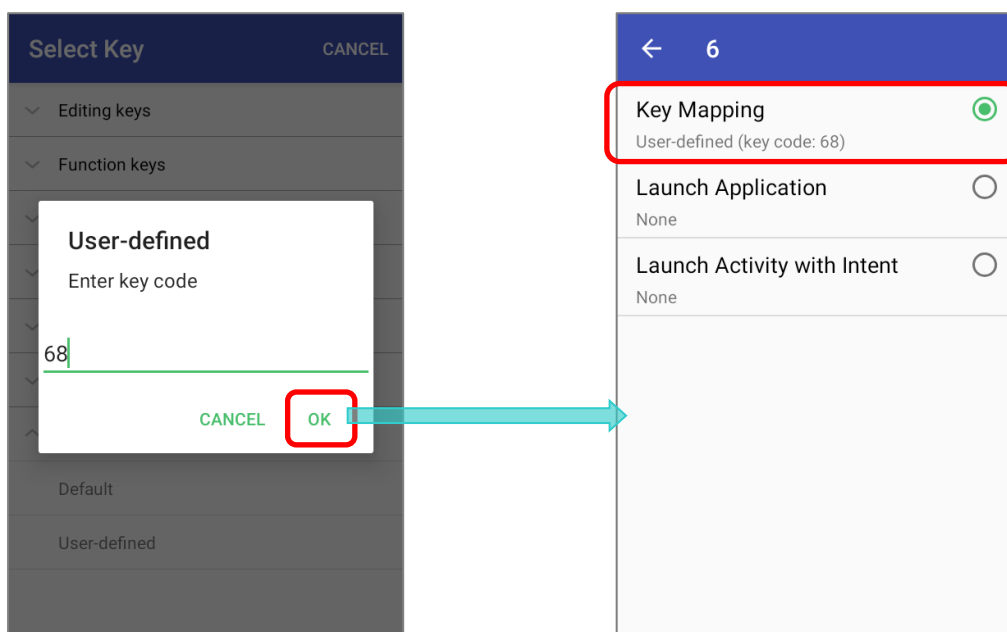 Select Key
CANCEL
Editing keys
Function keys
User-defined
Enter key code
68
CANCEL
OK
Default
User-defined
6
Key Mapping
User-defined (key code: 68)
Launch Application
None
Launch Activity with Intent
None